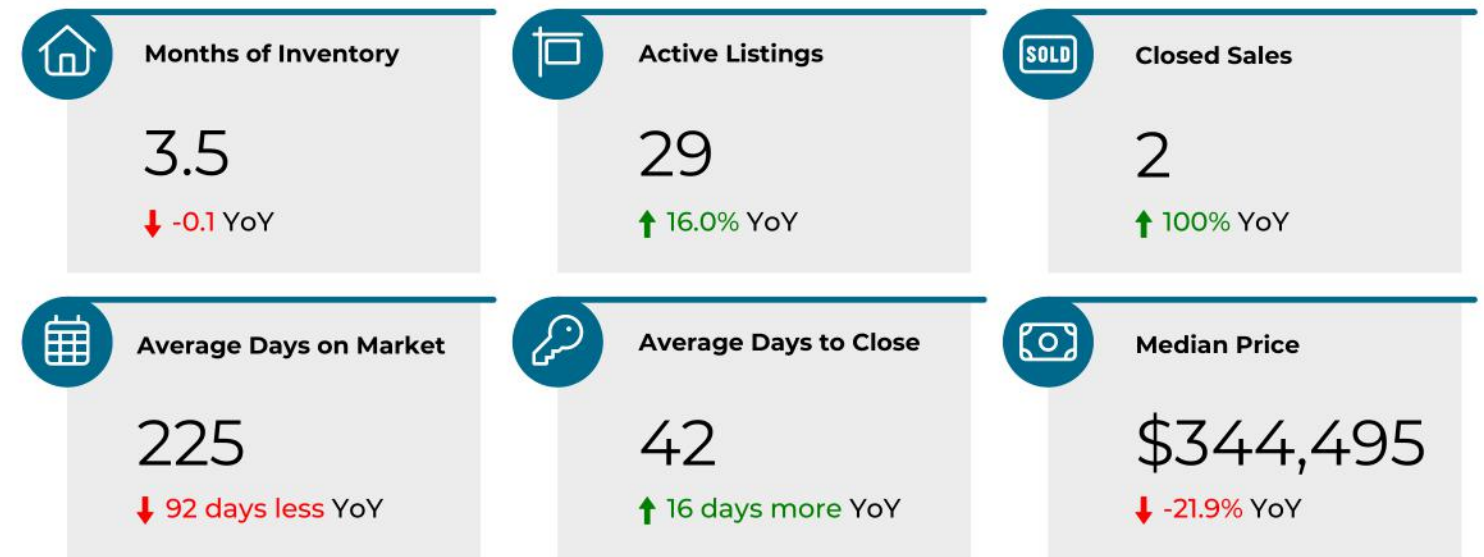 Months of Inventory
3.5
-0.1 YoY
Active Listings
29
16.0% YoY
SOLD
Closed Sales
2
100% YoY
Average Days on Market
225
92 days less YoY
Average Days to Close
42
16 days more YoY
Median Price
$344,495
-21.9% YoY